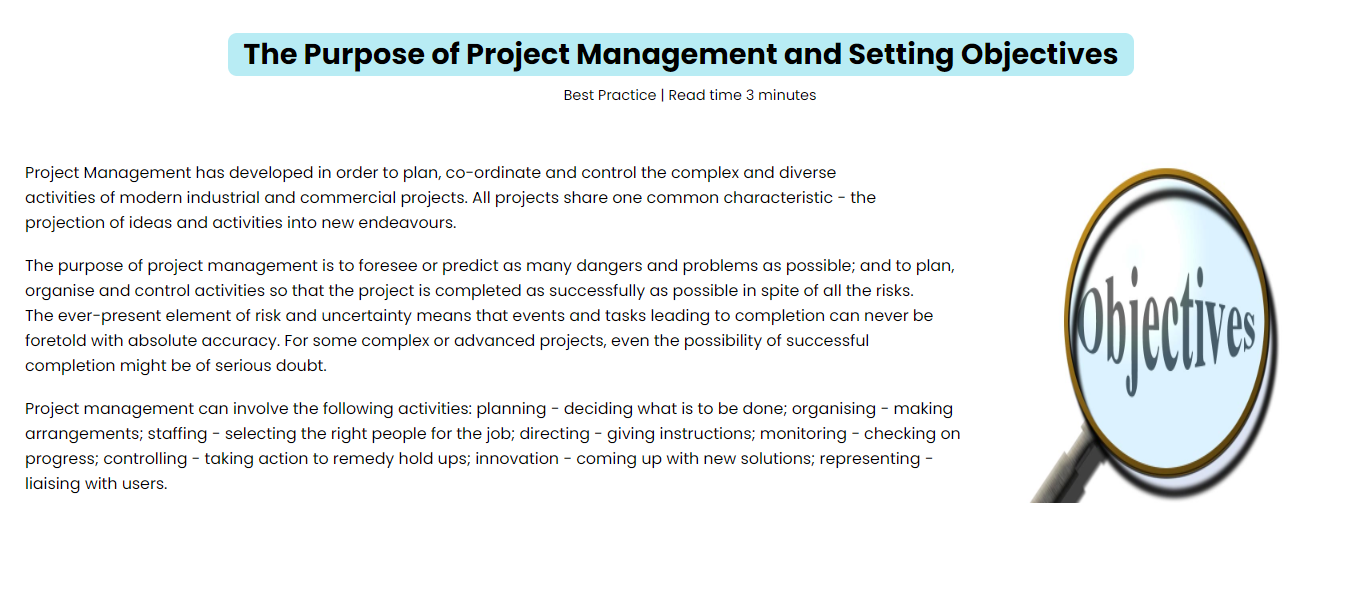 The Purpose of Project Management and Setting Objectives
Best Practice | Read time 3 minutes
Project Management has developed in order to plan, co-ordinate and control the complex and diverse
activities of modern industrial and commercial projects. All projects share one common characteristic - the
projection of ideas and activities into new endeavours.
The purpose of project management is to foresee or predict as many dangers and problems as possible; and to plan,
organise and control activities so that the project is completed as successfully as possible in spite of all the risks.
The ever-present element of risk and uncertainty means that events and tasks leading to completion can never be
foretold with absolute accuracy. For some complex or advanced projects, even the possibility of successful
completion might be of serious doubt.
Project management can involve the following activities: planning - deciding what is to be done; organising - making
arrangements; staffing - selecting the right people for the job; directing - giving instructions; monitoring - checking on
progress; controlling - taking action to remedy hold ups; innovation - coming up with new solutions; representing -
liaising with users.
Objectives